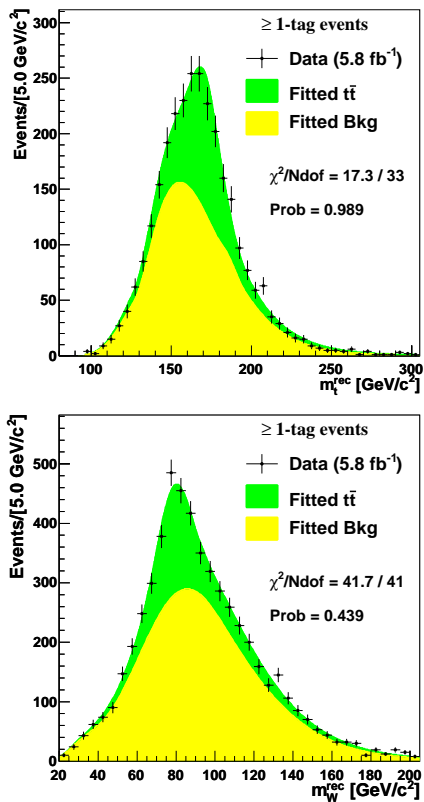 ≥ 1-tag events
Data (5.8 fb⁻¹)
Fitted tt̄
Fitted Bkg
χ²/Ndof = 17.3 / 33
Prob = 0.989
Events/[5.0 GeV/c²]
300
250
200
150
100
50
0
100 150 200 250 300
m_t^rec [GeV/c²]
≥ 1-tag events
Data (5.8 fb⁻¹)
Fitted tt̄
Fitted Bkg
χ²/Ndof = 41.7 / 41
Prob = 0.439
Events/[5.0 GeV/c²]
500
400
300
200
100
0
20 40 60 80 100 120 140 160 180 200
m_W^rec [GeV/c²]